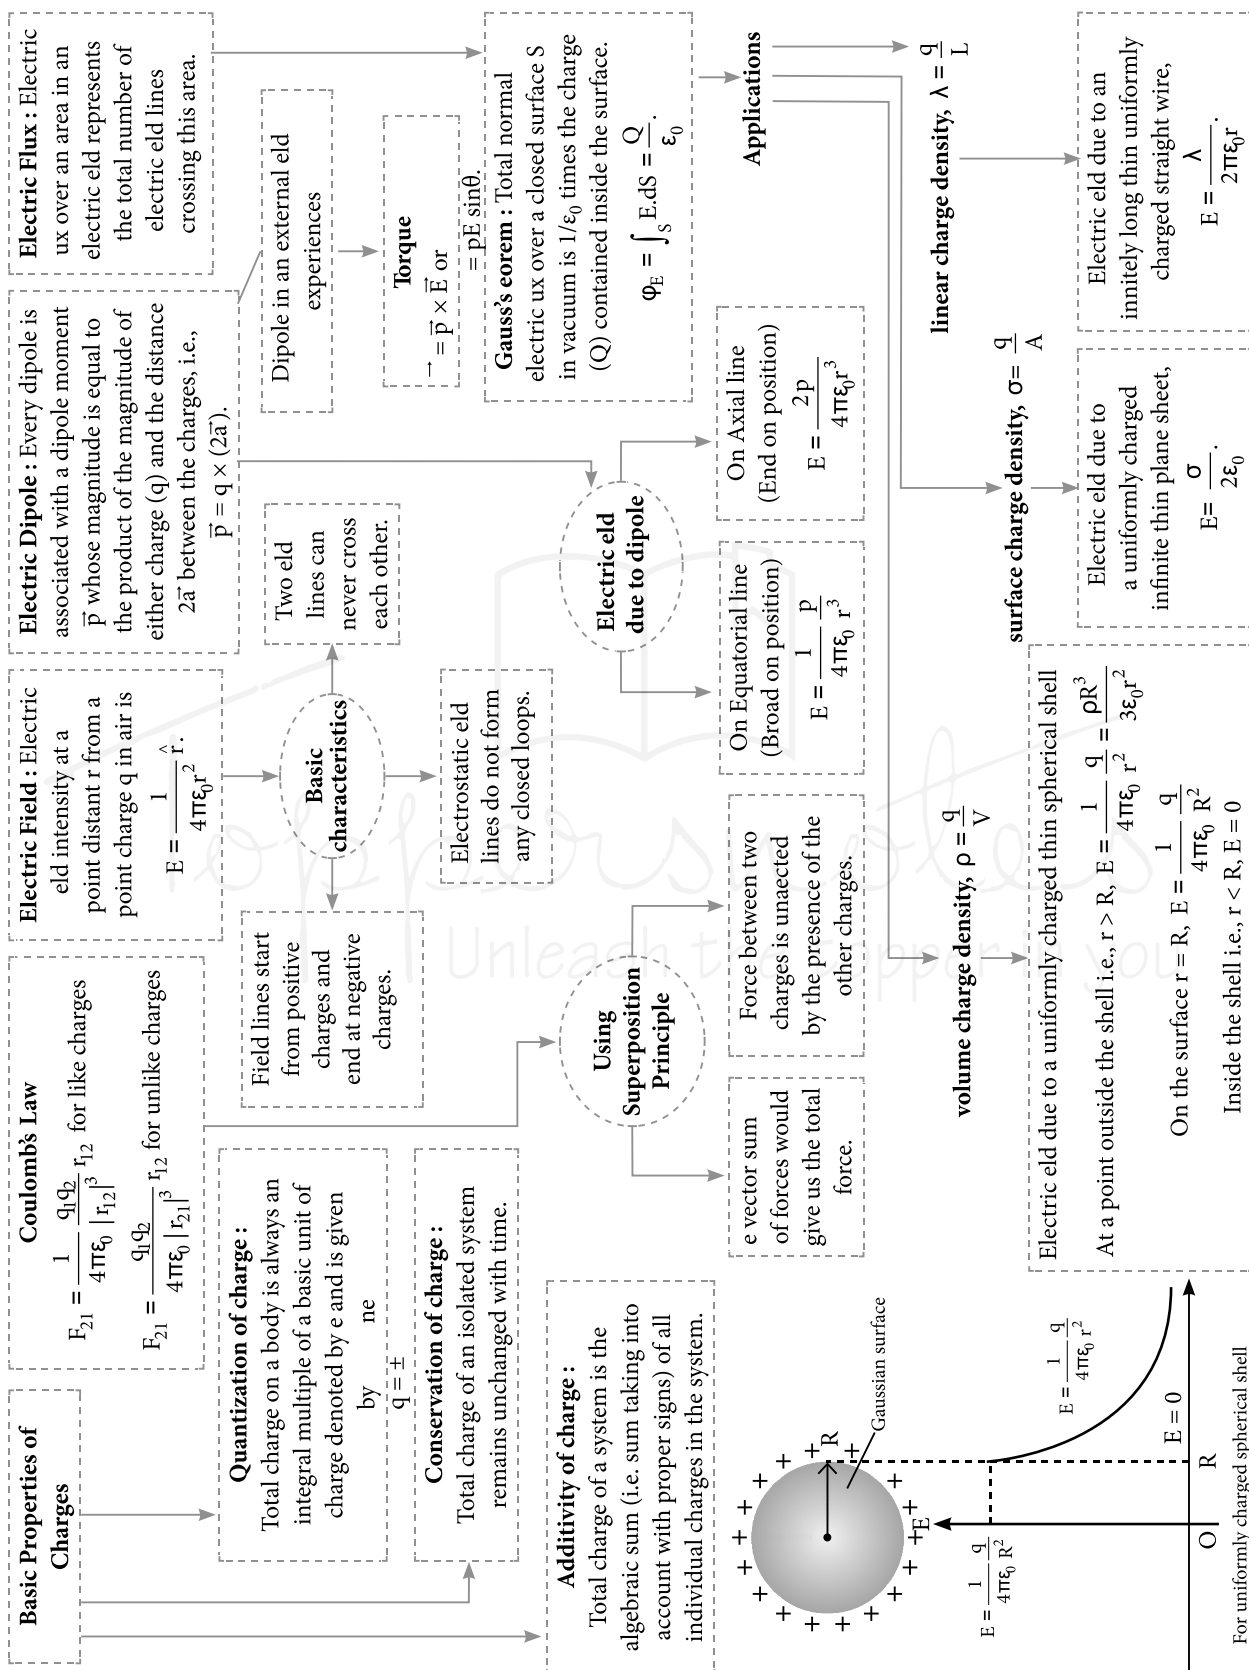 Basic Properties of
Charges
Quantization of charge :
Total charge on a body is always an
integral multiple of a basic unit of
charge denoted by e and is given
by ne
q = ±
Conservation of charge :
Total charge of an isolated system
remains unchanged with time.
Additivity of charge :
Total charge of a system is the
algebraic sum (i.e. sum taking into
account with proper signs) of all
individual charges in the system.
Coulomb's Law
F₂₁ = 1/4πε₀ q₁q₂/|r₁₂|³ r₁₂ for like charges
F₂₁ = q₁q₂/4πε₀ |r₂₁|³ r₁₂ for unlike charges
Using
Superposition
Principle
e vector sum
of forces would
give us the total
force.
Force between two
charges is unaected
by the presence of the
other charges.
Electric Field : Electric
eld intensity at a
point distant r from a
point charge q in air is
E = 1/4πε₀r² r̂.
Basic
characteristics
Field lines start
from positive
charges and
end at negative
charges.
Electrostatic eld
lines do not form
any closed loops.
Two eld
lines can
never cross
each other.
Electric Dipole : Every dipole is
associated with a dipole moment
p⃗ whose magnitude is equal to
the product of the magnitude of
either charge (q) and the distance
2a⃗ between the charges, i.e.,
p⃗ = q × (2a⃗).
Dipole in an external eld
experiences
Torque
→ = p⃗ × E⃗ or
= pE sinθ.
Electric eld
due to dipole
On Equatorial line
(Broad on position)
E = 1/4πε₀ p/r³
On Axial line
(End on position)
E = 2p/4πε₀r³
Electric Flux : Electric
ux over an area in an
electric eld represents
the total number of
electric eld lines
crossing this area.
Gauss's eorem : Total normal
electric ux over a closed surface S
in vacuum is 1/ε₀ times the charge
(Q) contained inside the surface.
φE = ∫S E.dS = Q/ε₀.
Applications
linear charge density, λ = q/L
Electric eld due to an
innitely long thin uniformly
charged straight wire,
E = λ/2πε₀r.
surface charge density, σ= q/A
Electric eld due to
a uniformly charged
infinite thin plane sheet,
E= σ/2ε₀.
volume charge density, ρ = q/V
Electric eld due to a uniformly charged thin spherical shell
At a point outside the shell i.e., r > R, E = 1/4πε₀ q/r² = ρR³/3ε₀r²
On the surface r = R, E = 1/4πε₀ q/R²
Inside the shell i.e., r < R, E = 0
R
Gaussian surface
E
E = 1/4πε₀ q/R²
E = 1/4πε₀ q/r²
E = 0
O R
For uniformly charged spherical shell
Toppersnotes
Unleash the topper in you